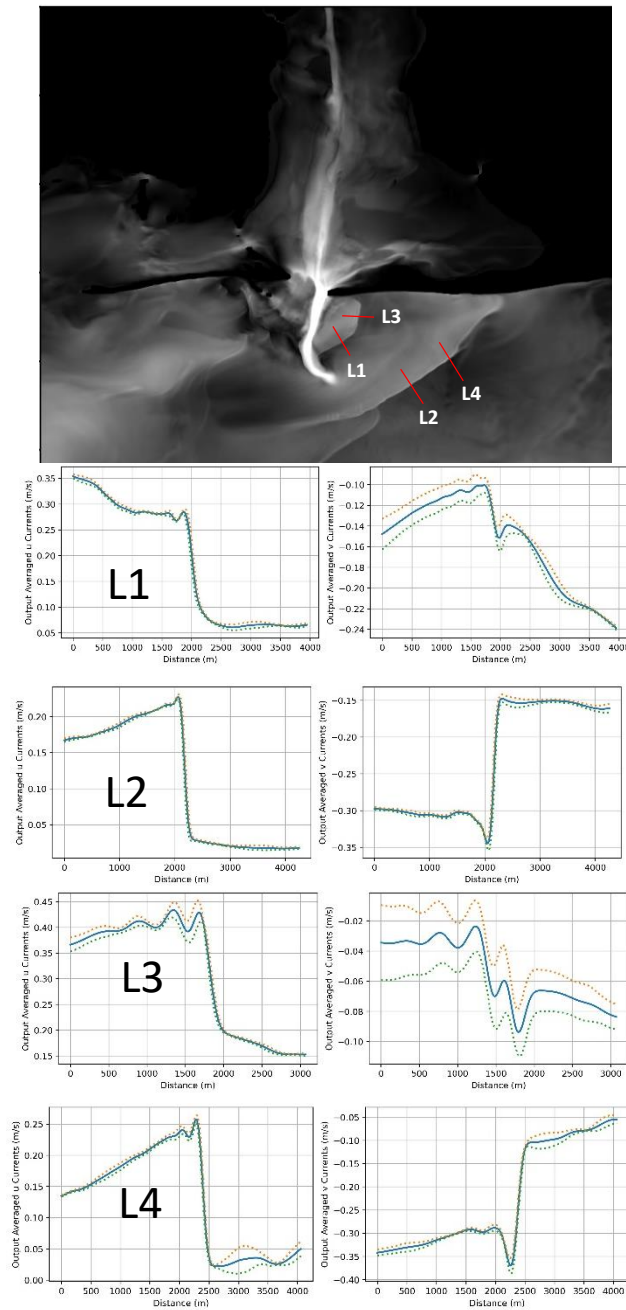 L3
L1
L4
L2
Output Averaged u Currents (m/s)
0.35
0.30
0.25
0.20
0.15
0.10
0.05
0 500 1000 1500 2000 2500 3000 3500 4000
Distance (m)
L1
Output Averaged v Currents (m/s)
−0.10
−0.12
−0.14
−0.16
−0.18
−0.20
−0.22
−0.24
0 500 1000 1500 2000 2500 3000 3500 4000
Distance (m)
Output Averaged u Currents (m/s)
0.20
0.15
0.10
0.05
0 1000 2000 3000 4000
Distance (m)
L2
Output Averaged v Currents (m/s)
−0.15
−0.20
−0.25
−0.30
−0.35
0 1000 2000 3000 4000
Distance (m)
Output Averaged u Currents (m/s)
0.45
0.40
0.35
0.30
0.25
0.20
0.15
0 500 1000 1500 2000 2500 3000
Distance (m)
L3
Output Averaged v Currents (m/s)
−0.02
−0.04
−0.06
−0.08
−0.10
0 500 1000 1500 2000 2500 3000
Distance (m)
Output Averaged u Currents (m/s)
0.25
0.20
0.15
0.10
0.05
0.00
0 500 1000 1500 2000 2500 3000 3500 4000
Distance (m)
L4
Output Averaged v Currents (m/s)
−0.05
−0.10
−0.15
−0.20
−0.25
−0.30
−0.35
−0.40
0 500 1000 1500 2000 2500 3000 3500 4000
Distance (m)